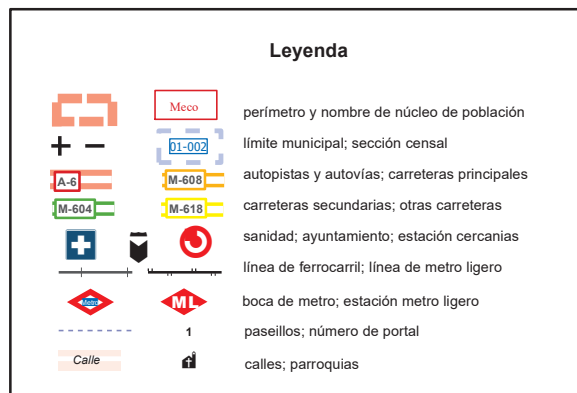 Leyenda
Meco perímetro y nombre de núcleo de población
01-002 límite municipal; sección censal
A-6 M-608 autopistas y autovías; carreteras principales
M-604 M-618 carreteras secundarias; otras carreteras
sanidad; ayuntamiento; estación cercanias
línea de ferrocarril; línea de metro ligero
Metro ML boca de metro; estación metro ligero
1 paseillos; número de portal
Calle calles; parroquias